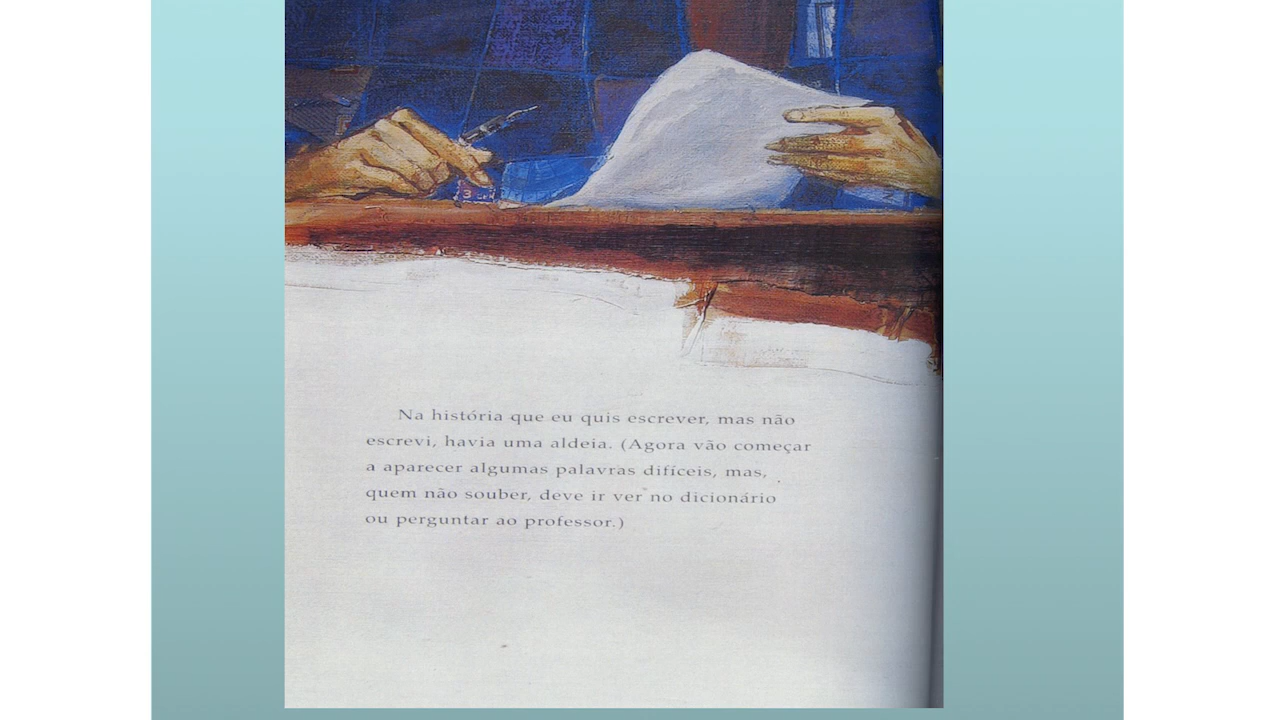 Na história que eu quis escrever, mas não
escrevi, havia uma aldeia. (Agora vão começar
a aparecer algumas palavras difíceis, mas,
quem não souber, deve ir ver no dicionário
ou perguntar ao professor.)